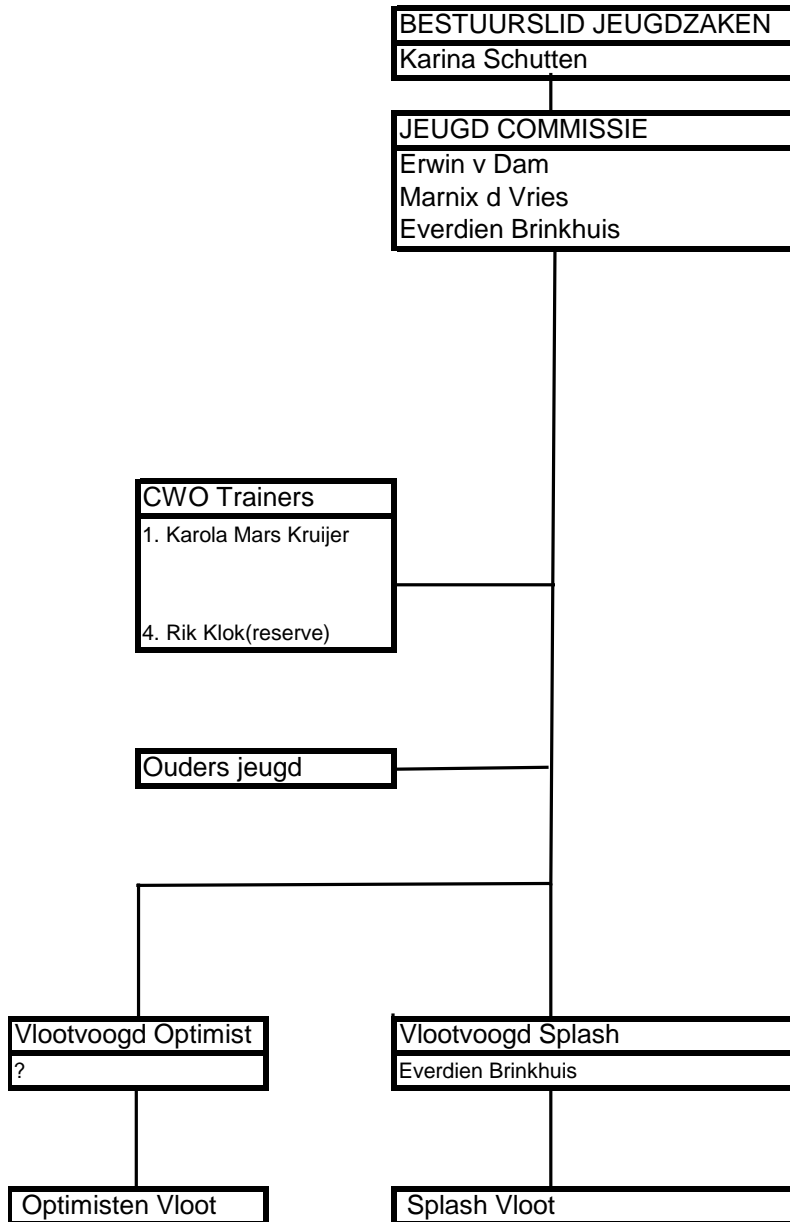 BESTUURSLID JEUGDZAKEN
Karina Schutten
JEUGD COMMISSIE
Erwin v Dam
Marnix d Vries
Everdien Brinkhuis
CWO Trainers
1. Karola Mars Kruijer
4. Rik Klok(reserve)
Ouders jeugd
Vlootvoogd Optimist
?
Vlootvoogd Splash
Everdien Brinkhuis
Optimisten Vloot
Splash Vloot